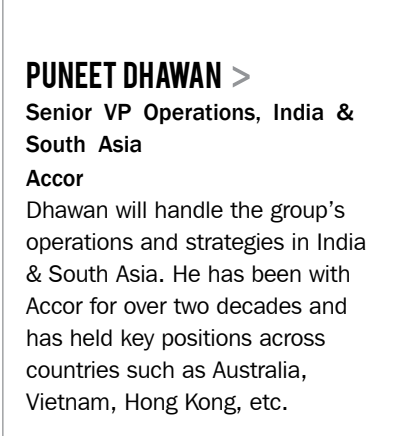 PUNEET DHAWAN >
Senior VP Operations, India &
South Asia
Accor
Dhawan will handle the group’s
operations and strategies in India
& South Asia. He has been with
Accor for over two decades and
has held key positions across
countries such as Australia,
Vietnam, Hong Kong, etc.